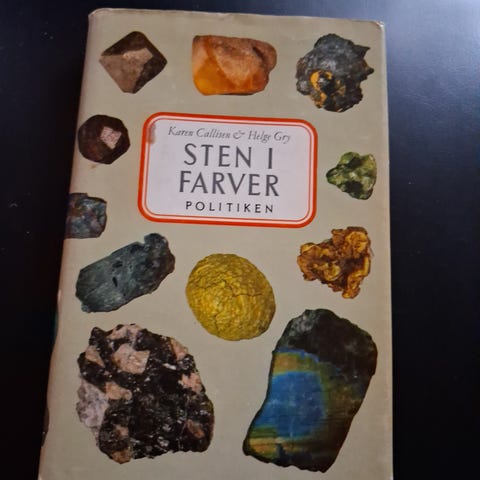 Karen Callisen & Helge Gry
STEN I
FARVER
POLITIKEN